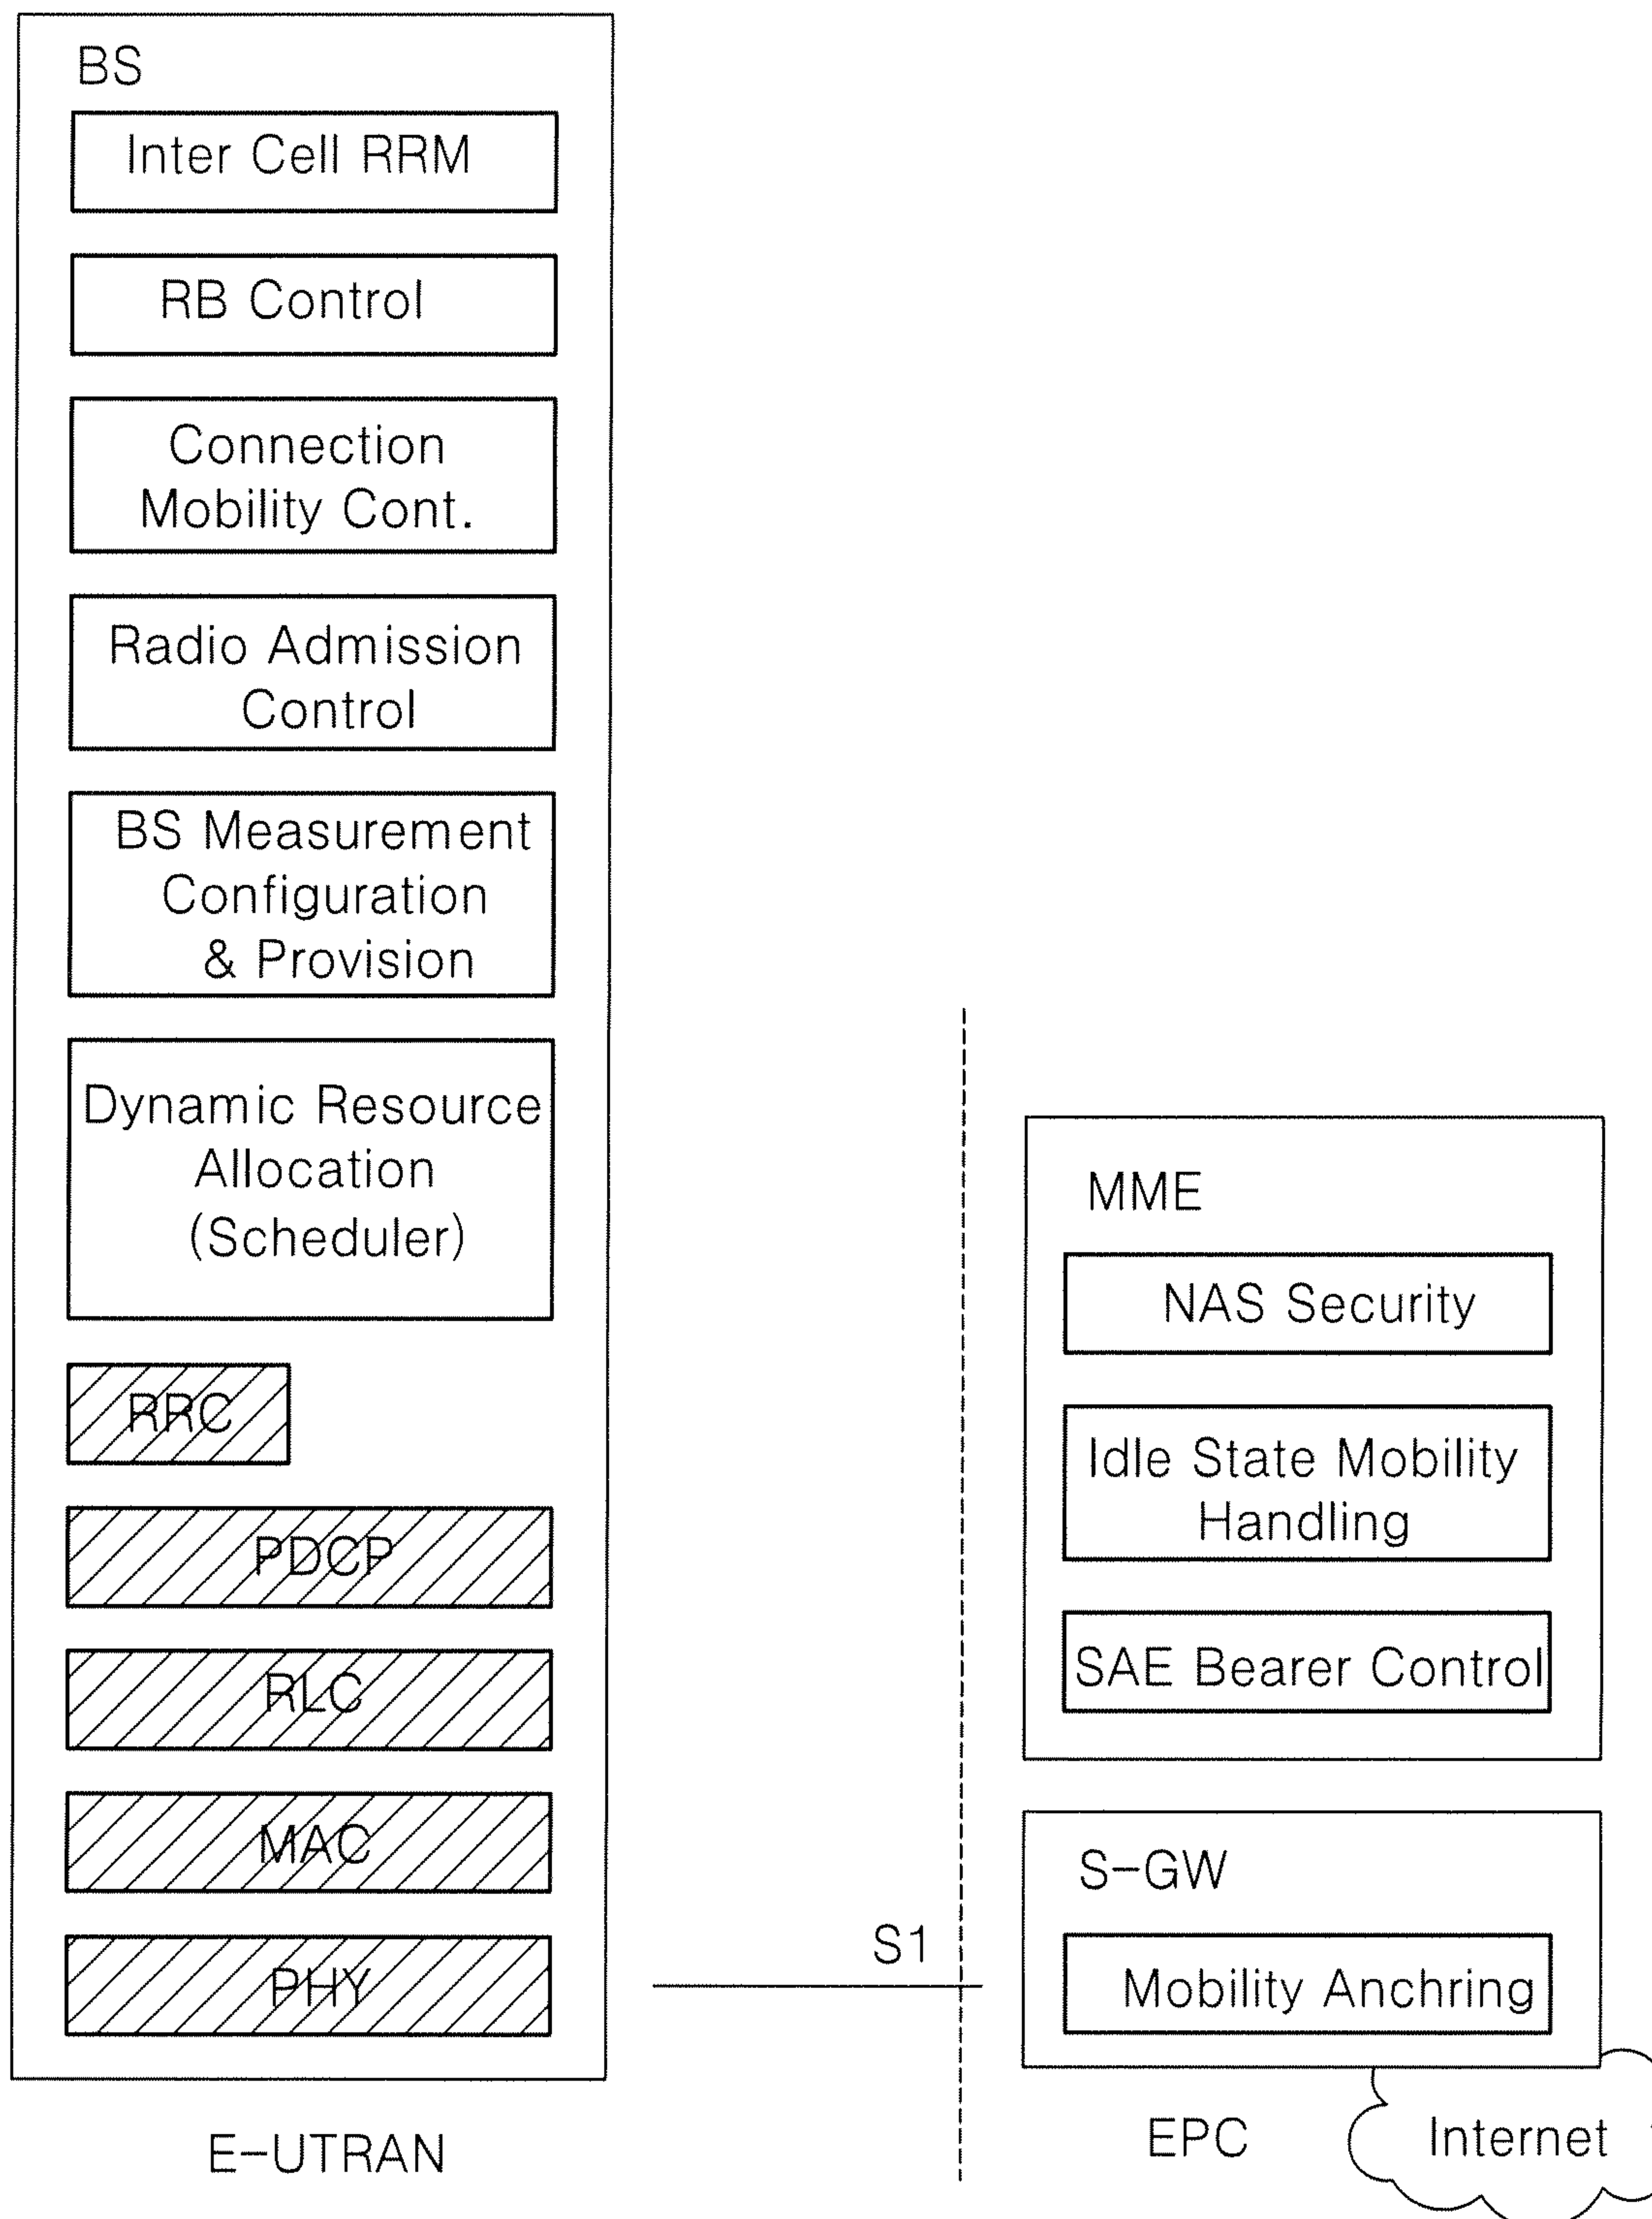 BS
Inter Cell RRM
RB Control
Connection
Mobility Cont.
Radio Admission
Control
BS Measurement
Configuration
& Provision
Dynamic Resource
Allocation
(Scheduler)
RRC
PDCP
RLC
MAC
PHY
E-UTRAN
S1
MME
NAS Security
Idle State Mobility
Handling
SAE Bearer Control
S-GW
Mobility Anchring
EPC
Internet